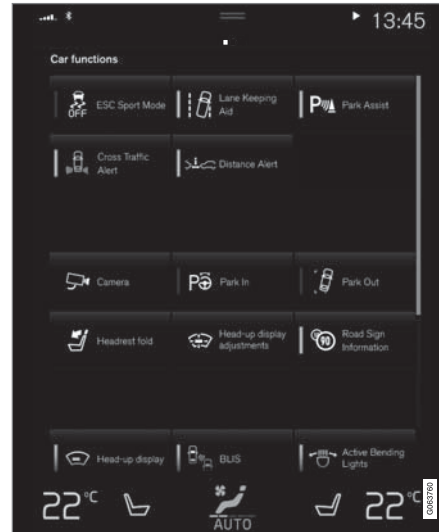 13:45
Car functions
OFF
ESC Sport Mode
Lane Keeping
Aid
P
Park Assist
Cross Traffic
Alert
Distance Alert
Camera
P
Park In
Park Out
Headrest fold
Head-up display
adjustments
90
Road Sign
Information
Head-up display
BLIS
Active Bending
Lights
22°C
AUTO
22°C
G063760